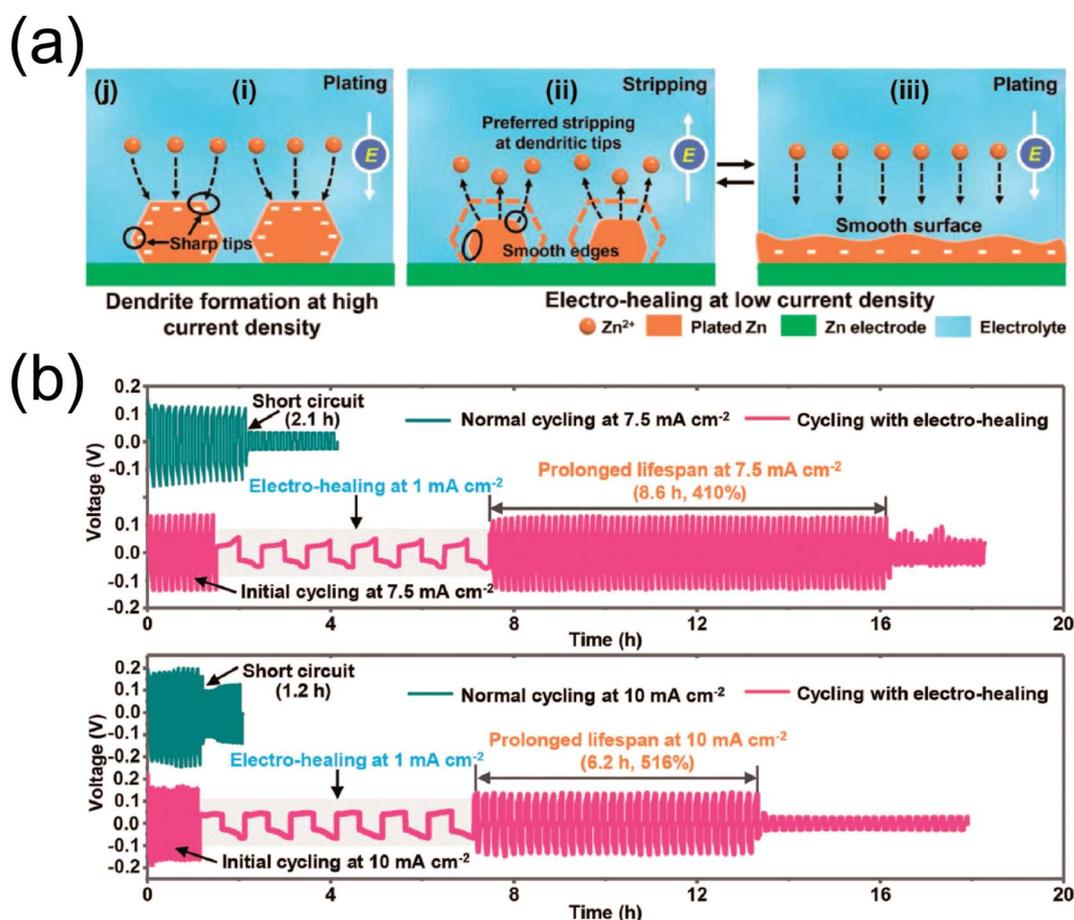 (a)
(j)
(i)
Plating
E
Sharp tips
Dendrite formation at high
current density
(ii)
Stripping
Preferred stripping
at dendritic tips
E
Smooth edges
(iii)
Plating
E
Smooth surface
Electro-healing at low current density
Zn²⁺
Plated Zn
Zn electrode
Electrolyte
(b)
Voltage (V)
0.2
0.1
0.0
-0.1
0.1
0.0
-0.1
-0.2
Short circuit
(2.1 h)
Normal cycling at 7.5 mA cm⁻²
Cycling with electro-healing
Electro-healing at 1 mA cm⁻²
Prolonged lifespan at 7.5 mA cm⁻²
(8.6 h, 410%)
Initial cycling at 7.5 mA cm⁻²
0 4 8 12 16 20
Time (h)
Voltage (V)
0.2
0.1
0.0
-0.1
-0.2
0.2
0.1
0.0
-0.1
-0.2
Short circuit
(1.2 h)
Normal cycling at 10 mA cm⁻²
Cycling with electro-healing
Electro-healing at 1 mA cm⁻²
Prolonged lifespan at 10 mA cm⁻²
(6.2 h, 516%)
Initial cycling at 10 mA cm⁻²
0 4 8 12 16 20
Time (h)